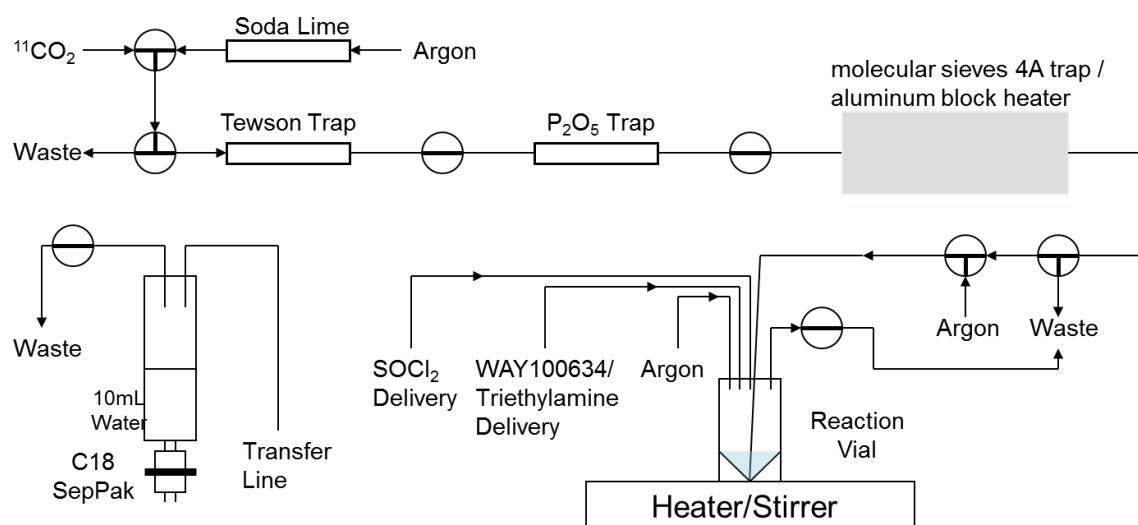 ¹¹CO₂
Soda Lime
Argon
molecular sieves 4A trap /
aluminum block heater
Waste
Tewson Trap
P₂O₅ Trap
Waste
10mL
Water
C18
SepPak
Transfer
Line
SOCl₂
Delivery
WAY100634/
Triethylamine
Delivery
Argon
Argon
Waste
Reaction
Vial
Heater/Stirrer